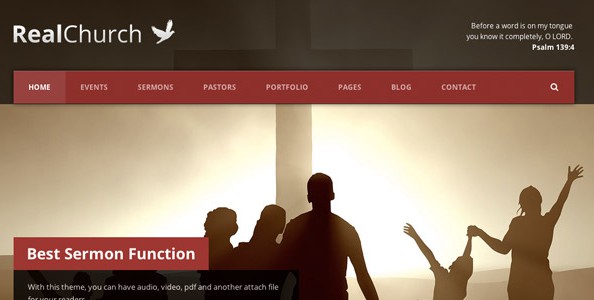 RealChurch
Before a word is on my tongue
you know it completely, O LORD.
Psalm 139:4
HOME EVENTS SERMONS PASTORS PORTFOLIO PAGES BLOG CONTACT
Best Sermon Function
With this theme, you can have audio, video, pdf and another attach file
for your readers